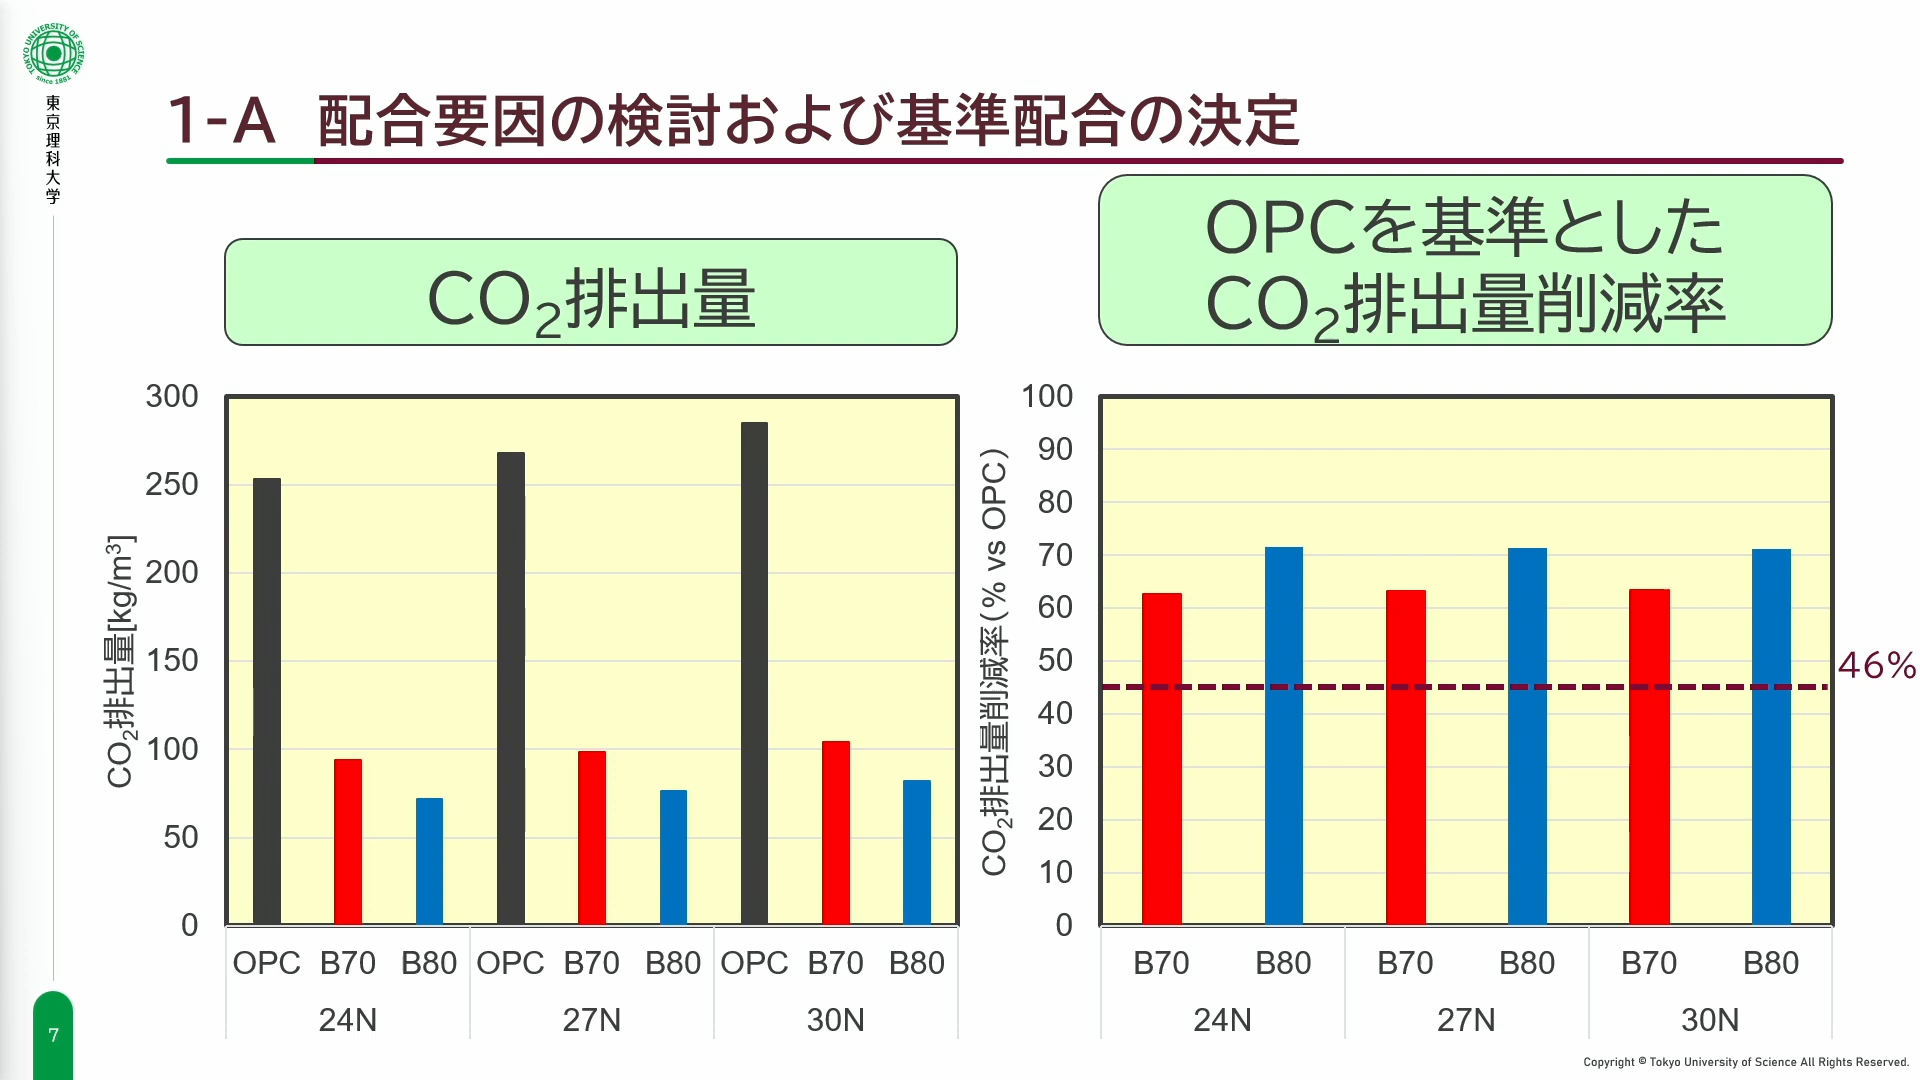 TOKYO UNIVERSITY OF SCIENCE
since 1881
東京理科大学
1-A 配合要因の検討および基準配合の決定
CO2排出量
OPCを基準とした
CO2排出量削減率
CO2排出量[kg/m3]
300
250
200
150
100
50
0
OPC B70 B80 OPC B70 B80 OPC B70 B80
24N 27N 30N
CO2排出量削減率(% vs OPC)
100
90
80
70
60
50
40
30
20
10
0
46%
B70 B80 B70 B80 B70 B80
24N 27N 30N
7
Copyright © Tokyo University of Science All Rights Reserved.